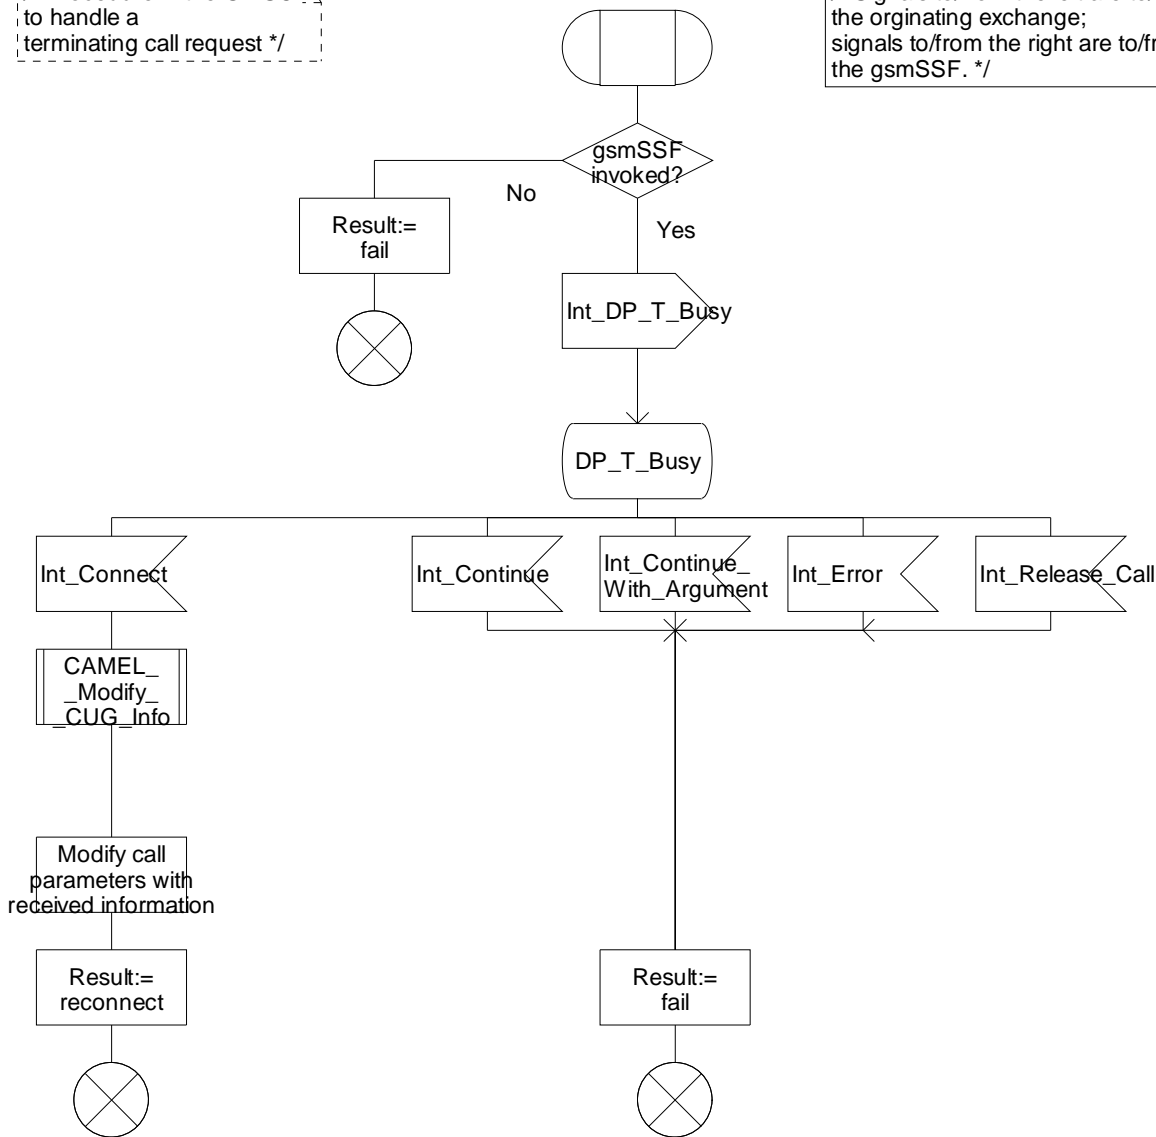 to handle a
terminating call request */
the orginating exchange;
signals to/from the right are to/fr
the gsmSSF. */
gsmSSF
invoked?
No
Yes
Result:=
fail
Int_DP_T_Busy
DP_T_Busy
Int_Connect
Int_Continue
Int_Continue_
With_Argument
Int_Error
Int_Release_Call
CAMEL_
_Modify_
_CUG_Info
Modify call
parameters with
received information
Result:=
reconnect
Result:=
fail